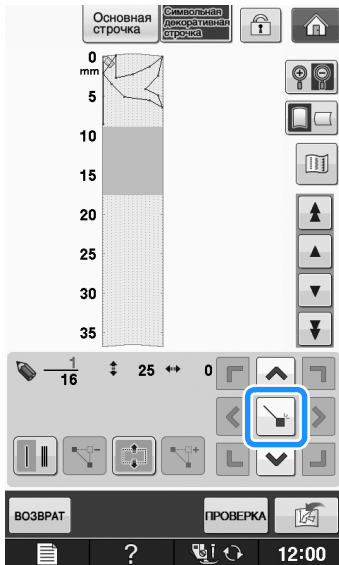 Основная
строчка
Символьная
декоративная
строчка
0
mm
5
10
15
20
25
30
35
1
16
25
0
ВОЗВРАТ
ПРОВЕРКА
?
12:00